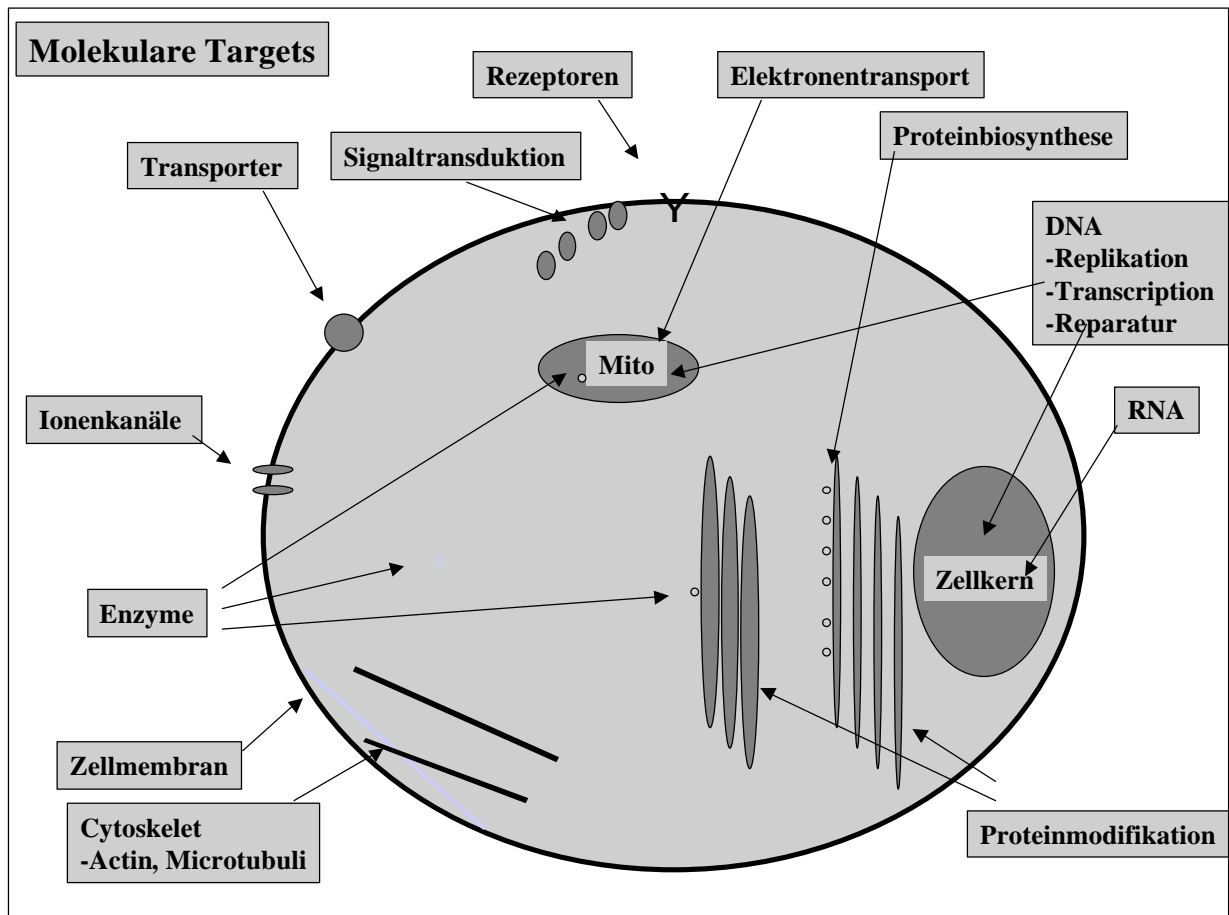 Molekulare Targets
Rezeptoren
Elektronentransport
Proteinbiosynthese
Signaltransduktion
Transporter
DNA
-Replikation
-Transcription
-Reparatur
Mito
Ionenkanäle
RNA
Zellkern
Enzyme
Zellmembran
Cytoskelet
-Actin, Microtubuli
Proteinmodifikation